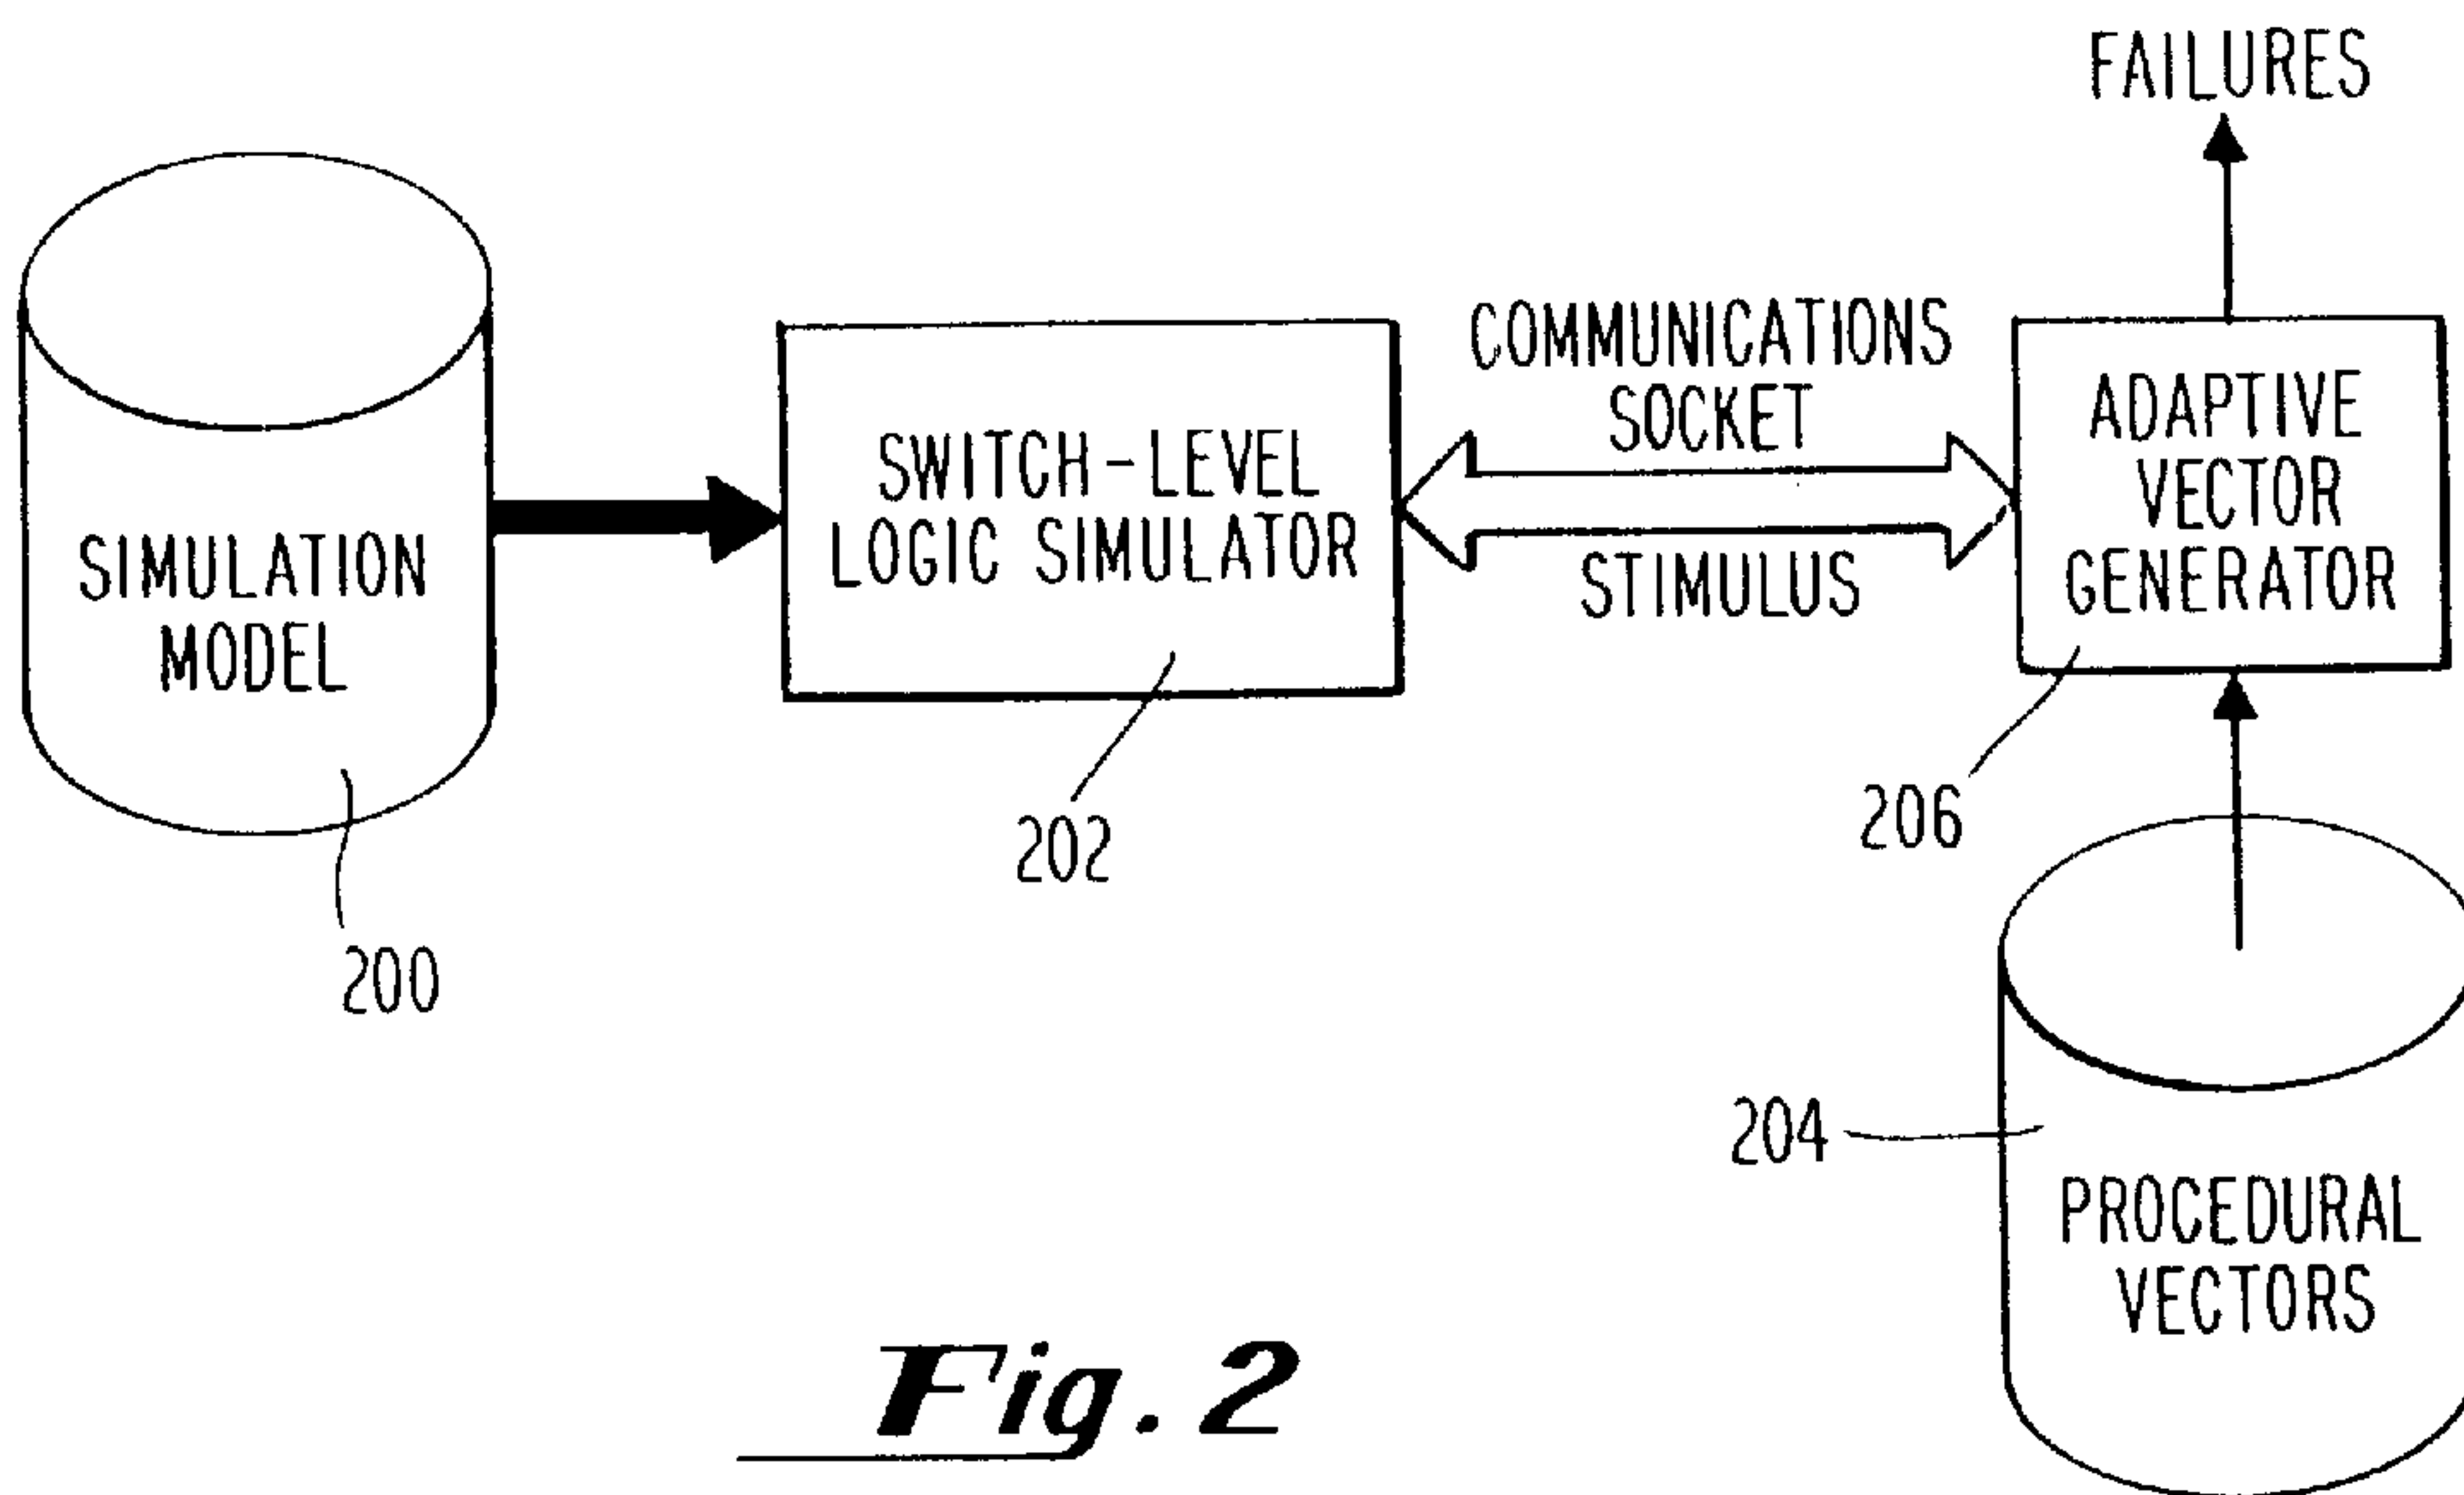 FAILURES
COMMUNICATIONS
SOCKET
STIMULUS
ADAPTIVE
VECTOR
GENERATOR
SWITCH-LEVEL
LOGIC SIMULATOR
SIMULATION
MODEL
206
202
200
204
PROCEDURAL
VECTORS
Fig. 2